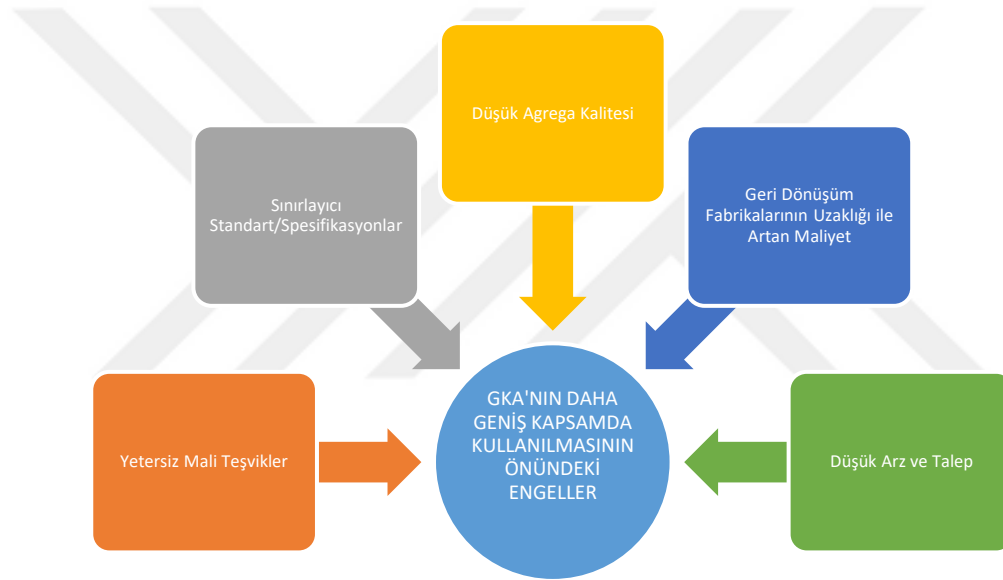 Düşük Agrega Kalitesi
Sınırlayıcı
Standart/Spesifikasyonlar
Geri Dönüşüm
Fabrikalarının Uzaklığı ile
Artan Maliyet
Yetersiz Mali Teşvikler
GKA'NIN DAHA
GENİŞ KAPSAMDA
KULLANILMASININ
ÖNÜNDEKİ
ENGELLER
Düşük Arz ve Talep